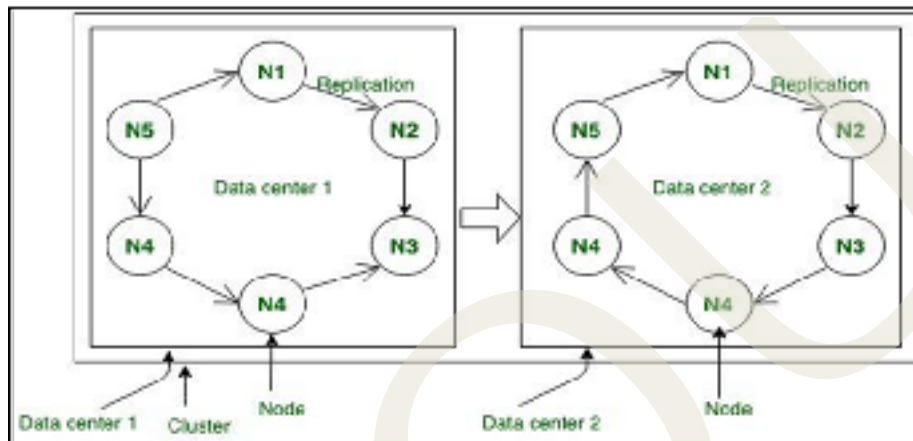 N1
Replication
N5
N2
Data center 1
N4
N3
N4
Data center 1
Cluster
Node
N1
Replication
N5
N2
Data center 2
N4
N3
N4
Data center 2
Node